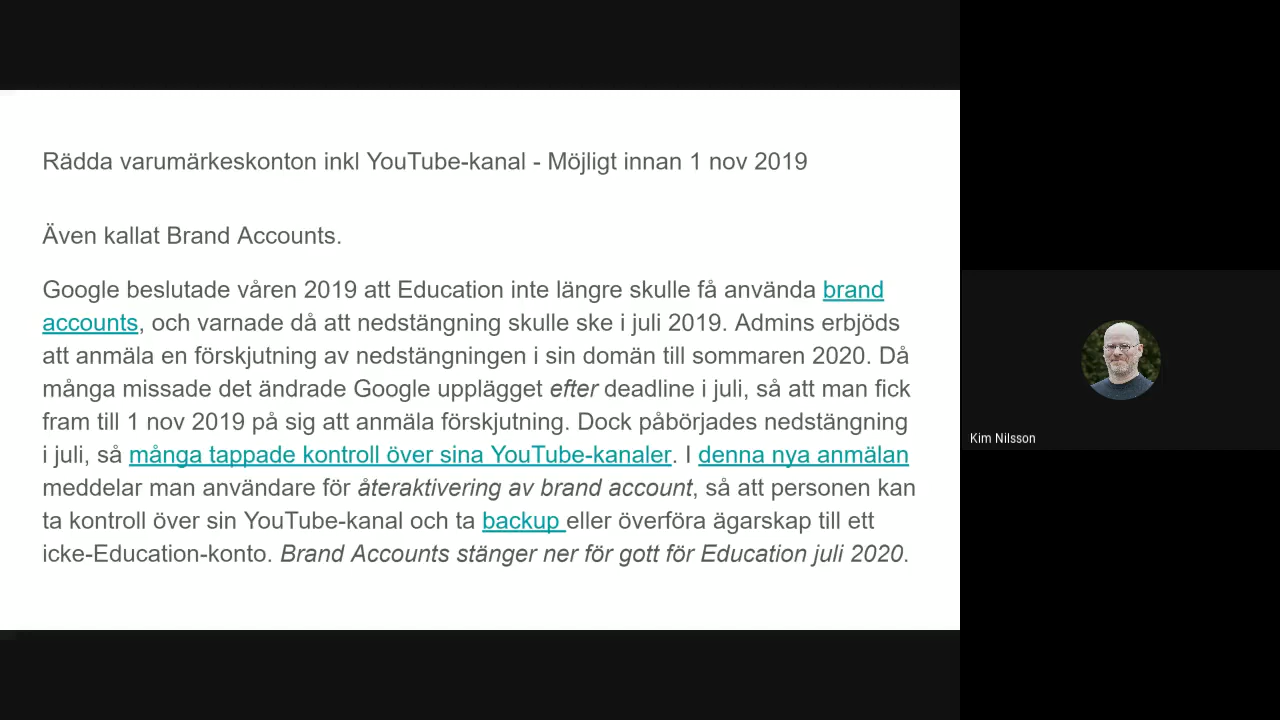 Rädda varumärkeskonton inkl YouTube-kanal - Möjligt innan 1 nov 2019
Även kallat Brand Accounts.
Google beslutade våren 2019 att Education inte längre skulle få använda brand
accounts, och varnade då att nedstängning skulle ske i juli 2019. Admins erbjöds
att anmäla en förskjutning av nedstängningen i sin domän till sommaren 2020. Då
många missade det ändrade Google upplägget efter deadline i juli, så att man fick
fram till 1 nov 2019 på sig att anmäla förskjutning. Dock påbörjades nedstängning
i juli, så många tappade kontroll över sina YouTube-kanaler. I denna nya anmälan
meddelar man användare för återaktivering av brand account, så att personen kan
ta kontroll över sin YouTube-kanal och ta backup eller överföra ägarskap till ett
icke-Education-konto. Brand Accounts stänger ner för gott för Education juli 2020.
Kim Nilsson